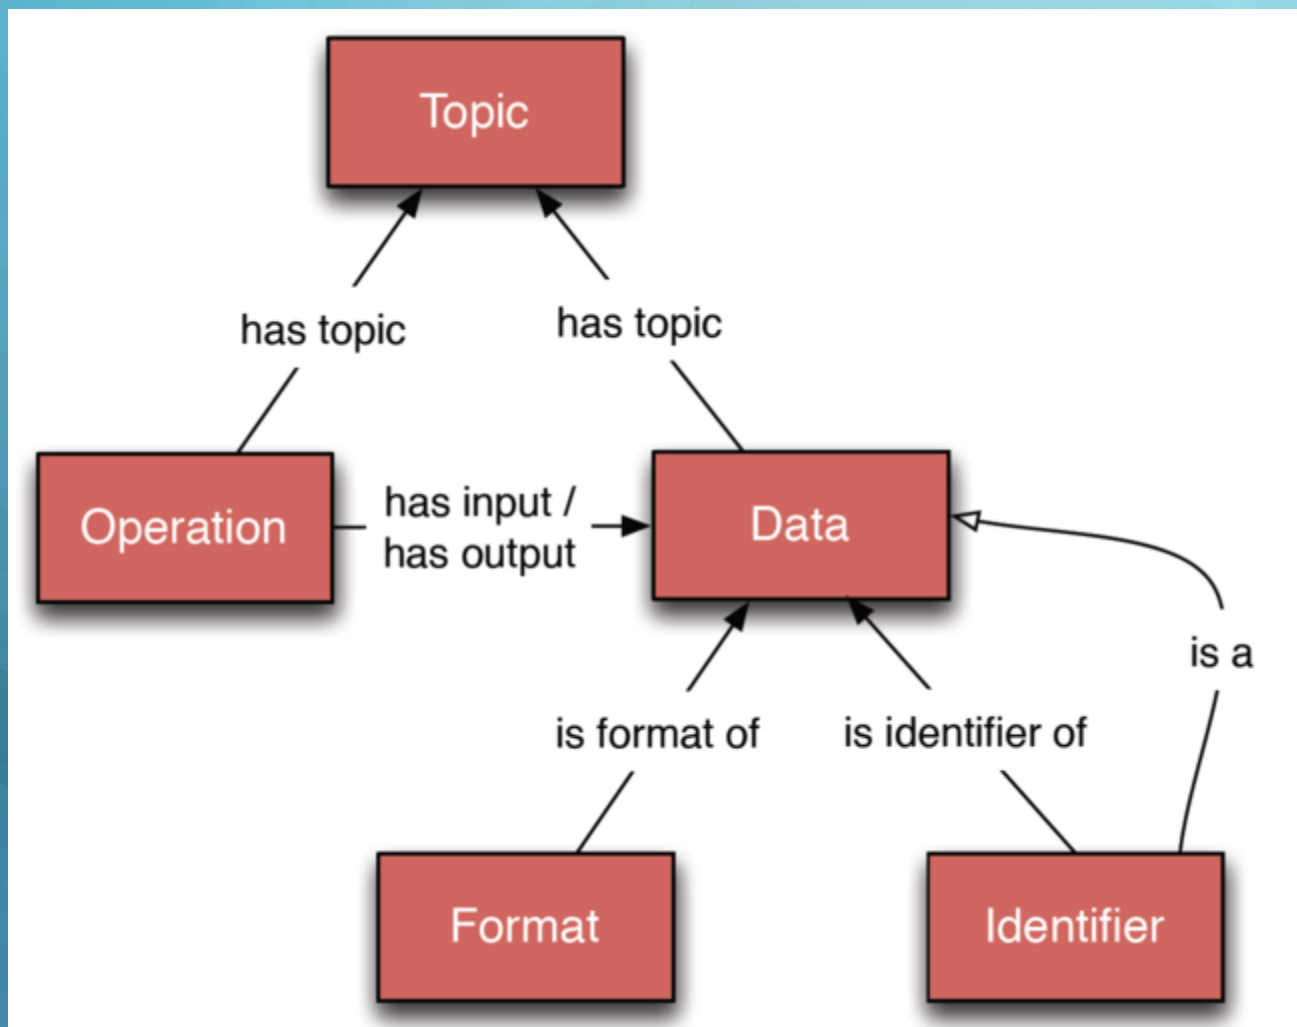 Topic
has topic
has topic
Operation
has input /
has output
Data
is a
is format of
is identifier of
Format
Identifier